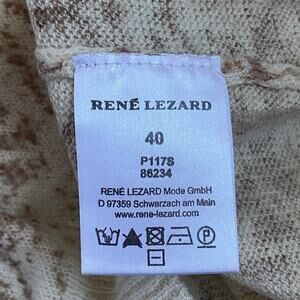 RENÉ LEZARD
40
P117S
86234
RENÉ LEZARD Mode GmbH
D 97359 Schwarzach am Main
www.rene-lezard.com
P